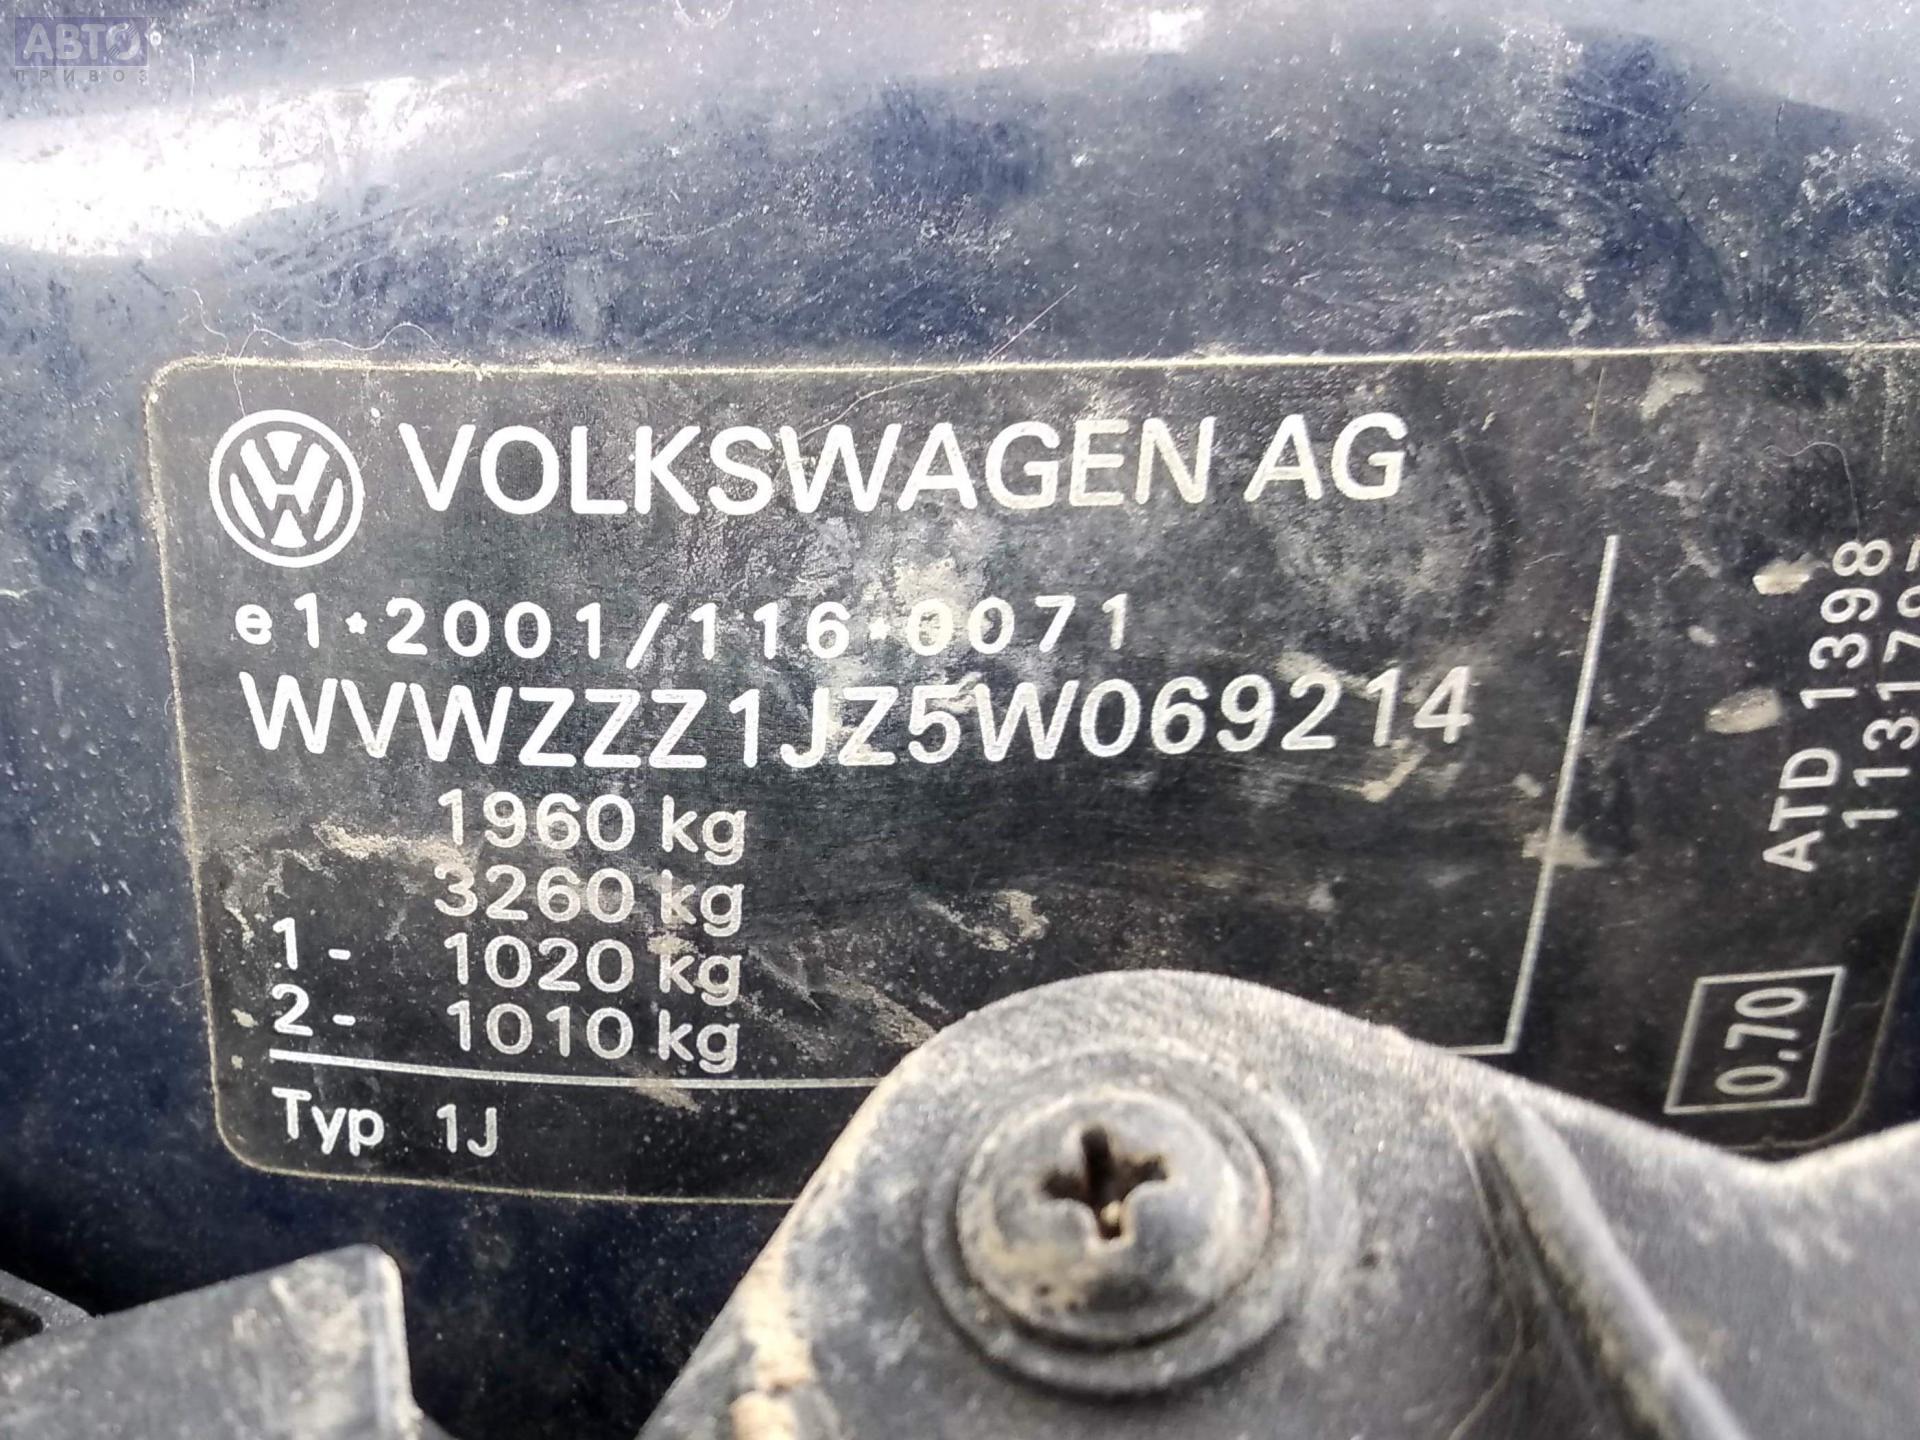 АВТО
ПРИВОЗ
VOLKSWAGEN AG
e1*2001/116*0071
WVWZZZ1JZ5W069214
1960 kg
3260 kg
1- 1020 kg
2- 1010 kg
Typ 1J
ATD 1398
0,70